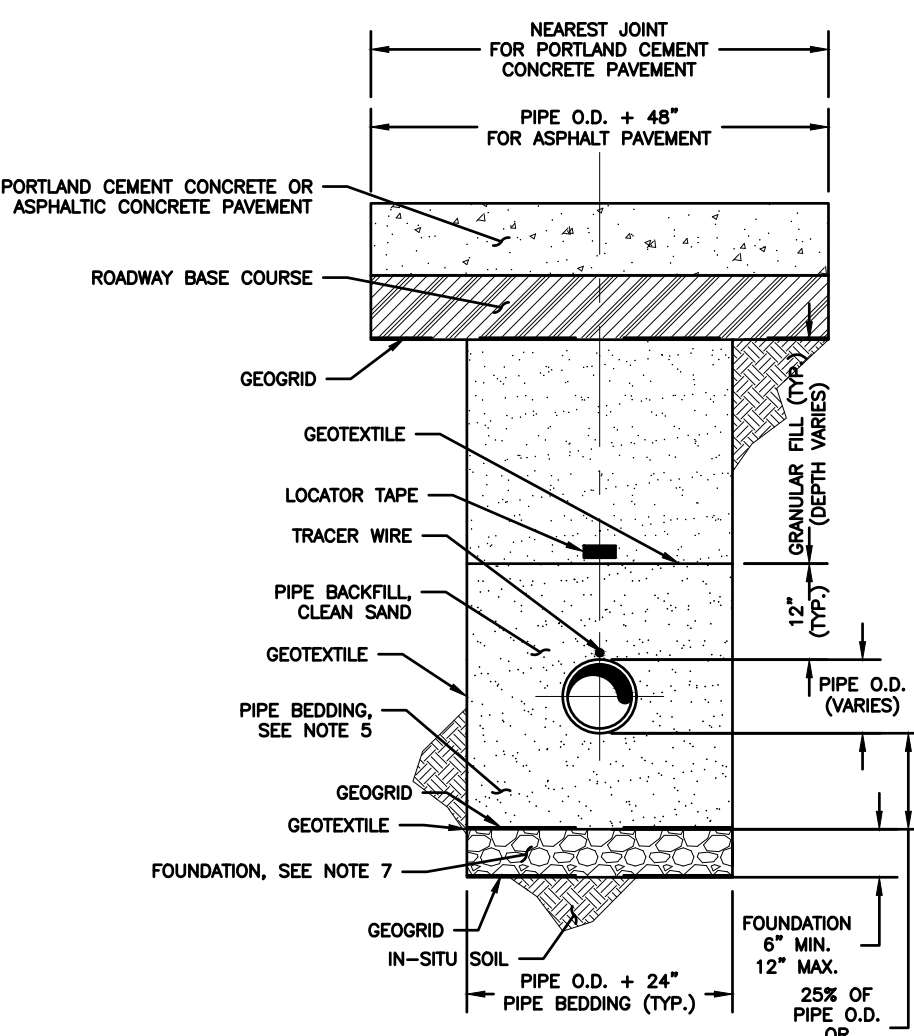 NEAREST JOINT
FOR PORTLAND CEMENT
CONCRETE PAVEMENT
PIPE O.D. + 48"
FOR ASPHALT PAVEMENT
PORTLAND CEMENT CONCRETE OR
ASPHALTIC CONCRETE PAVEMENT
ROADWAY BASE COURSE
GEOGRID
GEOTEXTILE
LOCATOR TAPE
TRACER WIRE
PIPE BACKFILL,
CLEAN SAND
GEOTEXTILE
PIPE BEDDING,
SEE NOTE 5
GEOGRID
GEOTEXTILE
FOUNDATION, SEE NOTE 7
GEOGRID
IN-SITU SOIL
PIPE O.D. + 24"
PIPE BEDDING (TYP.)
GRANULAR FILL (TYP.)
(DEPTH VARIES)
12"
(TYP.)
PIPE O.D.
(VARIES)
FOUNDATION
6" MIN.
12" MAX.
25% OF
PIPE O.D.
OR